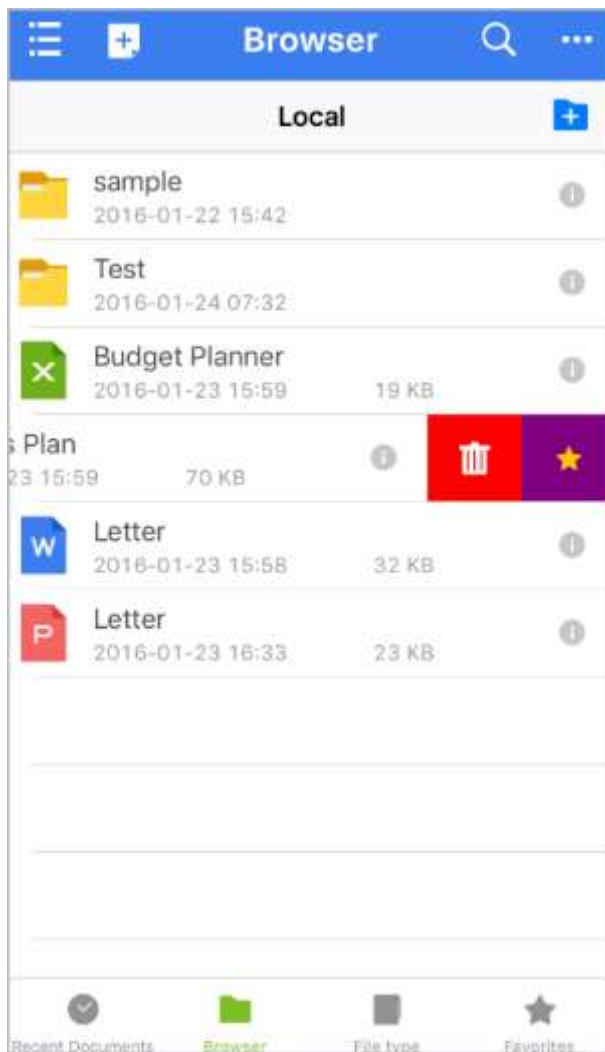 Browser
Local
sample
2016-01-22 15:42
Test
2016-01-24 07:32
X
Budget Planner
2016-01-23 15:59 19 KB
s Plan
23 15:59 70 KB
W
Letter
2016-01-23 15:58 32 KB
P
Letter
2016-01-23 16:33 23 KB
Recent Documents Browser File type Favorites